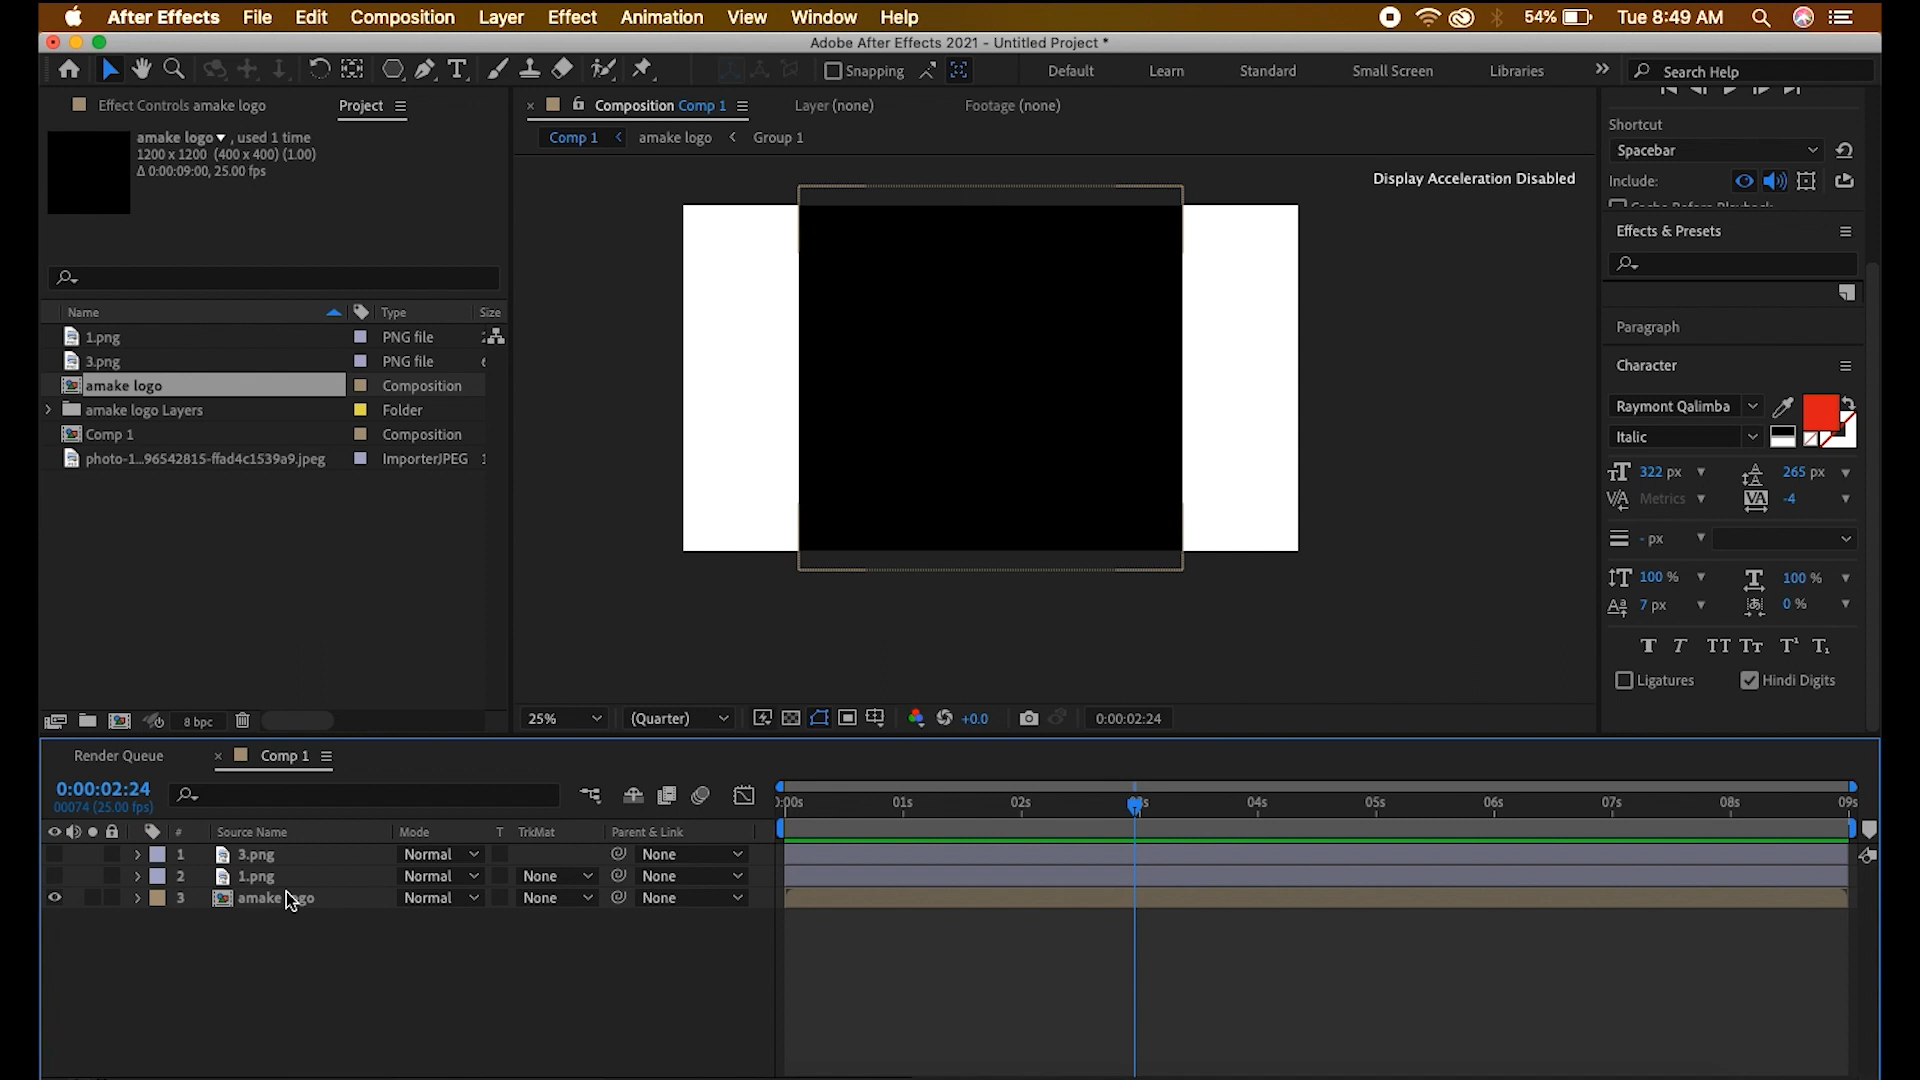 After Effects File Edit Composition Layer Effect Animation View Window Help 54% Tue 8:49 AM
Adobe After Effects 2021 - Untitled Project *
Snapping Default Learn Standard Small Screen Libraries Search Help
Effect Controls amake logo Project
amake logo , used 1 time
1200 x 1200 (400 x 400) (1.00)
Δ 0:00:09:00, 25.00 fps
Name Type Size
1.png PNG file
3.png PNG file
amake logo Composition
amake logo Layers Folder
Comp 1 Composition
photo-1...96542815-ffad4c1539a9.jpeg ImporterJPEG 1
8 bpc
Composition Comp 1 Layer (none) Footage (none)
Comp 1 amake logo Group 1
Display Acceleration Disabled
25% (Quarter) +0.0 0:00:02:24
Shortcut
Spacebar
Include:
Cache Before Playback
Effects & Presets
Paragraph
Character
Raymont Qalimba
Italic
322 px 265 px
Metrics -4
- px
100 % 100 %
7 px 0 %
Ligatures Hindi Digits
Render Queue Comp 1
0:00:02:24
00074 (25.00 fps)
:00s 01s 02s 04s 05s 06s 07s 08s 09s
# Source Name Mode T TrkMat Parent & Link
1 3.png Normal None
2 1.png Normal None None
3 amake logo Normal None None